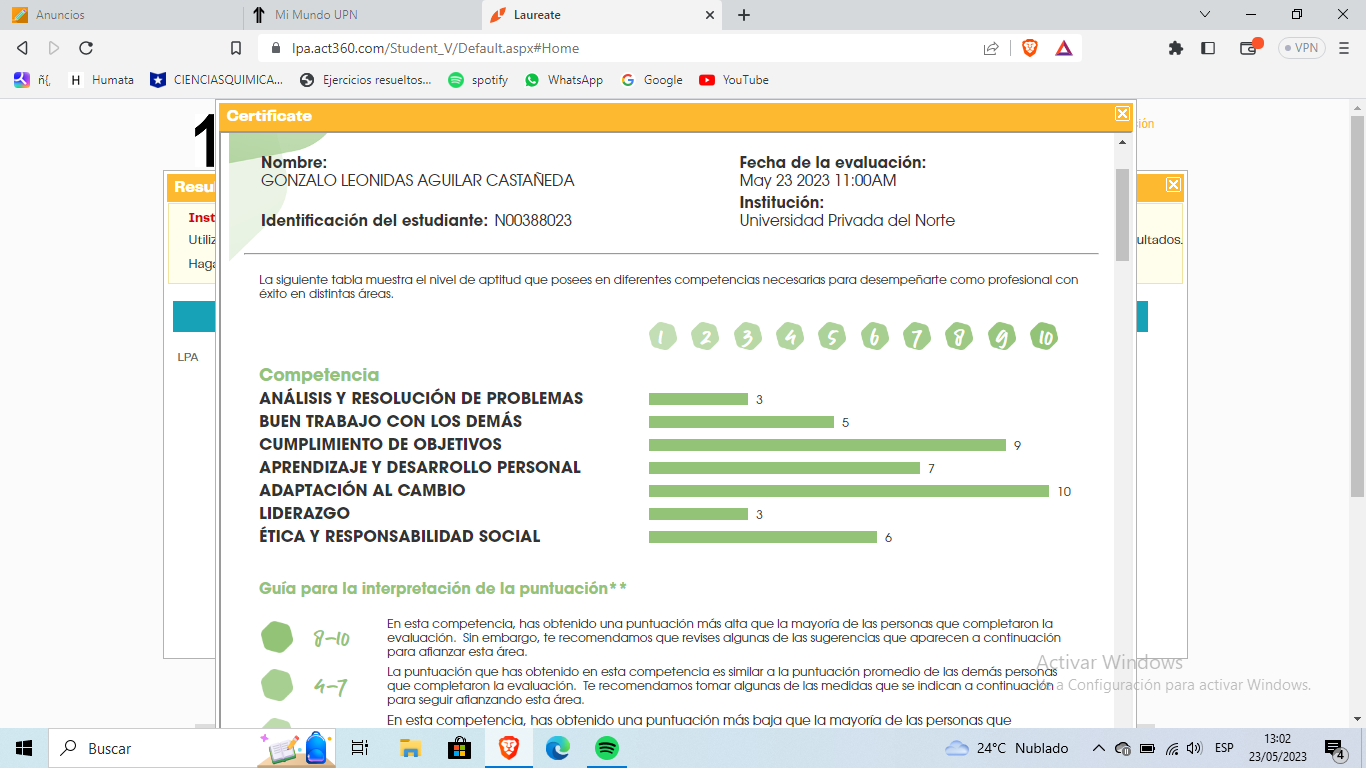 Anuncios
Mi Mundo UPN
Laureate
lpa.act360.com/Student_V/Default.aspx#Home
VPN
ñ{,
H Humata
CIENCIASQUIMICA...
Ejercicios resueltos...
spotify
WhatsApp
Google
YouTube
1
Certificate
ión
Resul
Inst
Utiliz
ultados.
Haga
LPA
Nombre:
GONZALO LEONIDAS AGUILAR CASTAÑEDA
Fecha de la evaluación:
May 23 2023 11:00AM
Institución:
Universidad Privada del Norte
Identificación del estudiante: N00388023
La siguiente tabla muestra el nivel de aptitud que posees en diferentes competencias necesarias para desempeñarte como profesional con
éxito en distintas áreas.
1 2 3 4 5 6 7 8 9 10
Competencia
ANÁLISIS Y RESOLUCIÓN DE PROBLEMAS 3
BUEN TRABAJO CON LOS DEMÁS 5
CUMPLIMIENTO DE OBJETIVOS 9
APRENDIZAJE Y DESARROLLO PERSONAL 7
ADAPTACIÓN AL CAMBIO 10
LIDERAZGO 3
ÉTICA Y RESPONSABILIDAD SOCIAL 6
Guía para la interpretación de la puntuación**
8-10
En esta competencia, has obtenido una puntuación más alta que la mayoría de las personas que completaron la
evaluación. Sin embargo, te recomendamos que revises algunas de las sugerencias que aparecen a continuación
para afianzar esta área.
4-7
La puntuación que has obtenido en esta competencia es similar a la puntuación promedio de las demás personas
que completaron la evaluación. Te recomendamos tomar algunas de las medidas que se indican a continuación
para seguir afianzando esta área.
En esta competencia, has obtenido una puntuación más baja que la mayoría de las personas que
Activar Windows
Ve a Configuración para activar Windows.
Buscar
24°C Nublado
ESP
13:02
23/05/2023
4